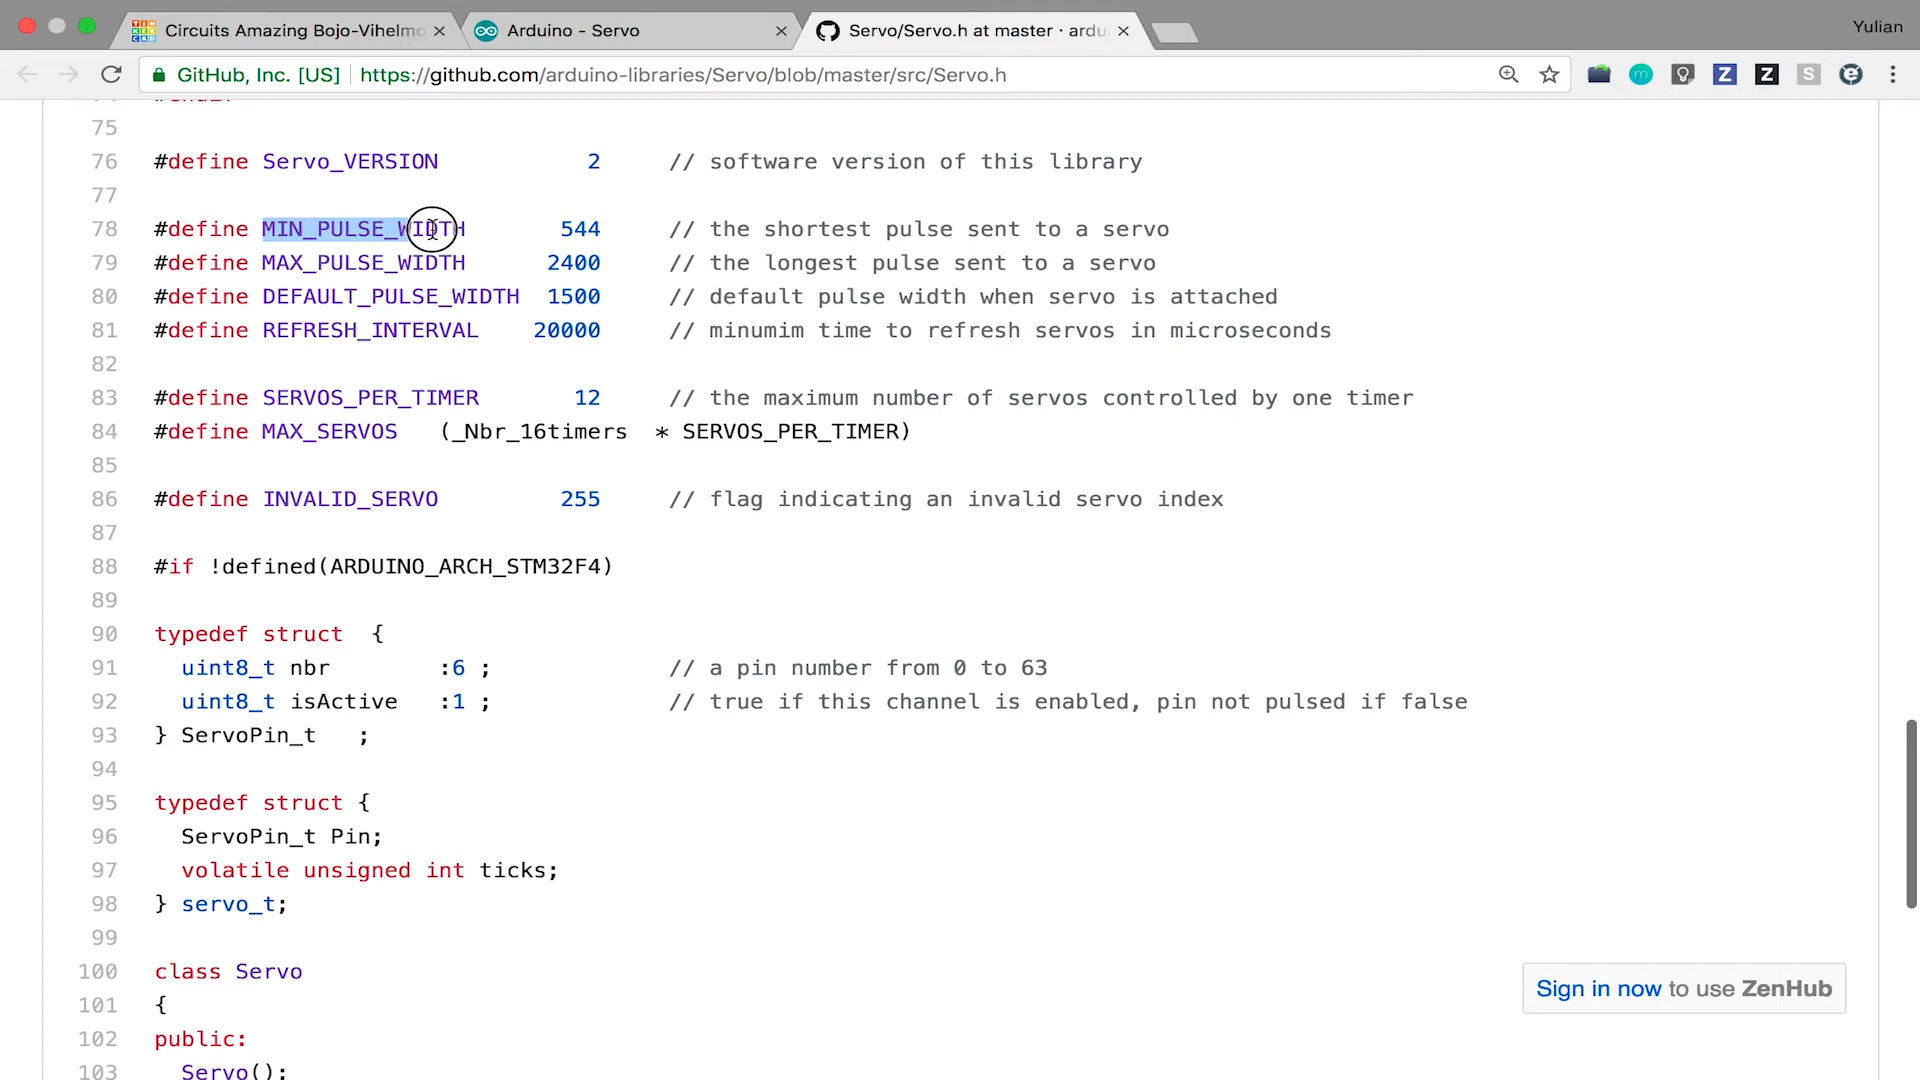 Circuits Amazing Bojo-Vihelmo
Arduino - Servo
Servo/Servo.h at master · ardu
Yulian
GitHub, Inc. [US]
https://github.com/arduino-libraries/Servo/blob/master/src/Servo.h
75
76 #define Servo_VERSION 2 // software version of this library
77
78 #define MIN_PULSE_WIDTH 544 // the shortest pulse sent to a servo
79 #define MAX_PULSE_WIDTH 2400 // the longest pulse sent to a servo
80 #define DEFAULT_PULSE_WIDTH 1500 // default pulse width when servo is attached
81 #define REFRESH_INTERVAL 20000 // minumim time to refresh servos in microseconds
82
83 #define SERVOS_PER_TIMER 12 // the maximum number of servos controlled by one timer
84 #define MAX_SERVOS (_Nbr_16timers * SERVOS_PER_TIMER)
85
86 #define INVALID_SERVO 255 // flag indicating an invalid servo index
87
88 #if !defined(ARDUINO_ARCH_STM32F4)
89
90 typedef struct {
91 uint8_t nbr :6 ; // a pin number from 0 to 63
92 uint8_t isActive :1 ; // true if this channel is enabled, pin not pulsed if false
93 } ServoPin_t ;
94
95 typedef struct {
96 ServoPin_t Pin;
97 volatile unsigned int ticks;
98 } servo_t;
99
100 class Servo
101 {
102 public:
103 Servo();
Sign in now to use ZenHub